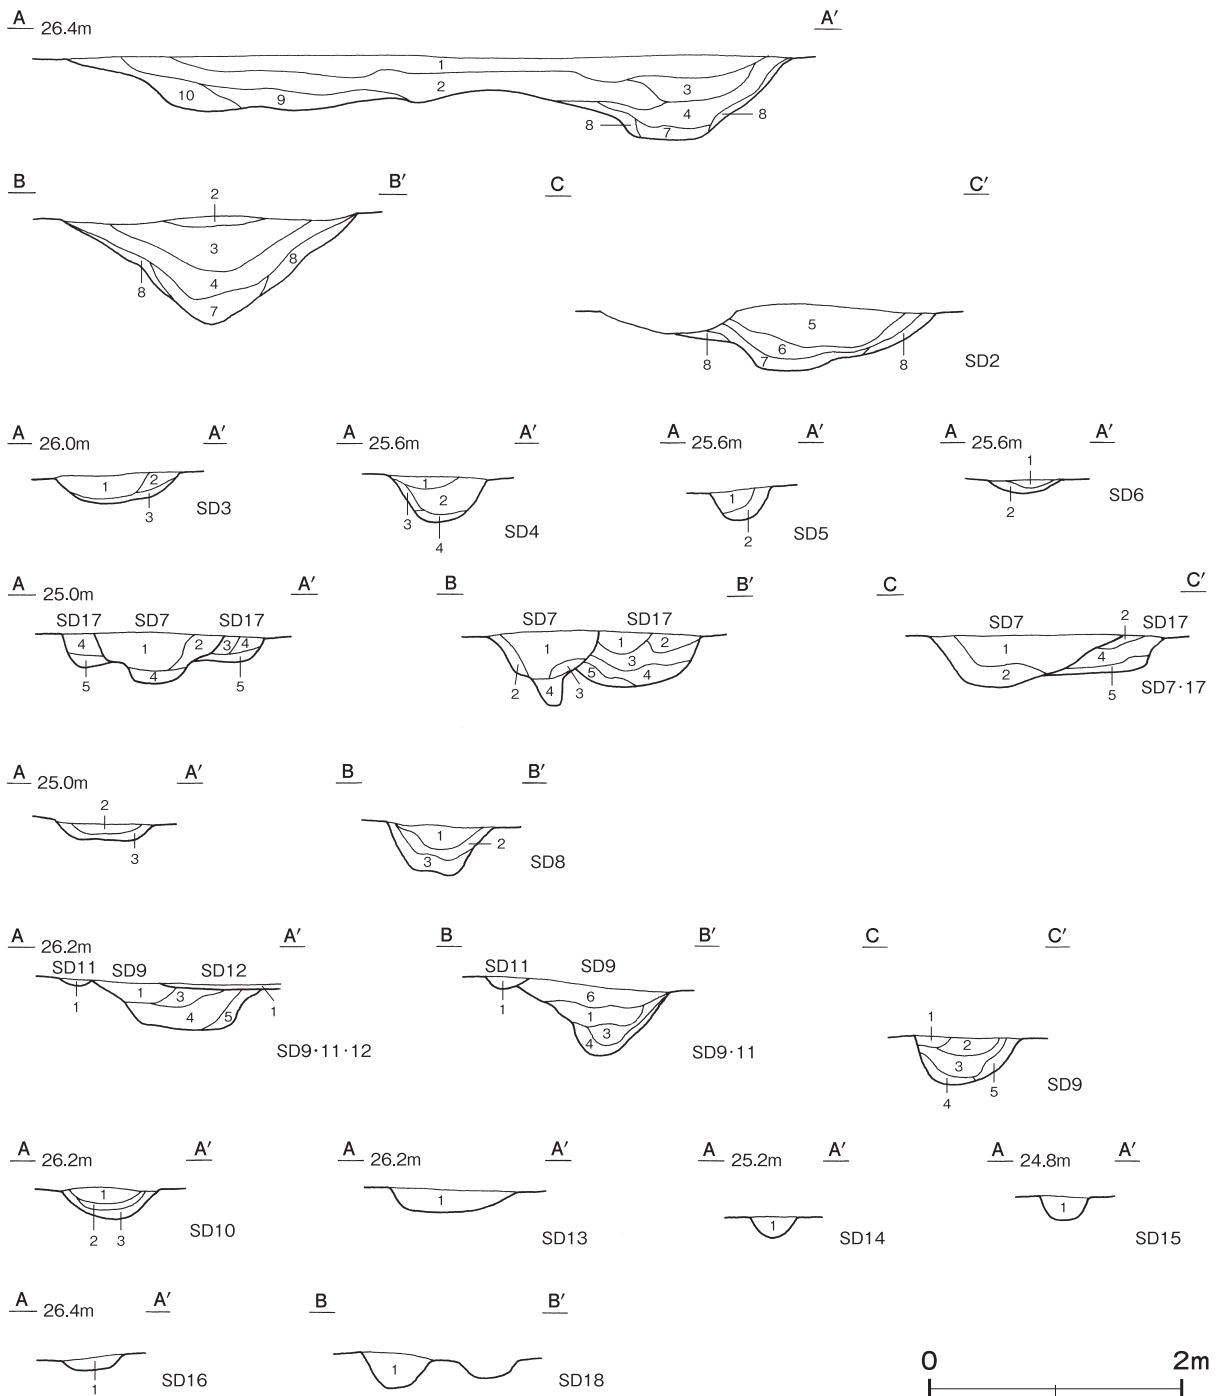 A 26.4m A′
1
2
3
10
9
4
8
8
7
B B′ C C′
2
3
8
4
8
7
5
6
7
8
8
SD2
A 26.0m A′ A 25.6m A′ A 25.6m A′ A 25.6m A′
1 2 3 SD3
1 2 3 4 SD4
1 2 SD5
1 2 SD6
A 25.0m A′ B B′ C C′
SD17 SD7 SD17
4 1 2 3 4
5 4 5
SD7 SD17
1 1 2
3
5 4
2 4 3
SD7 2 SD17
1
4
2
5
SD7·17
A 25.0m A′ B B′
2
3
1
2
3
SD8
A 26.2m A′ B B′ C C′
SD11 SD9 SD12
1 3
4 5
1 1
SD9·11·12
SD11 SD9
6
1
1
3
4
SD9·11
1
2
3
4
5
SD9
A 26.2m A′ A 26.2m A′ A 25.2m A′ A 24.8m A′
1
2 3
SD10
1
SD13
1
SD14
1
SD15
A 26.4m A′ B B′
1
SD16
1
SD18
0 2m